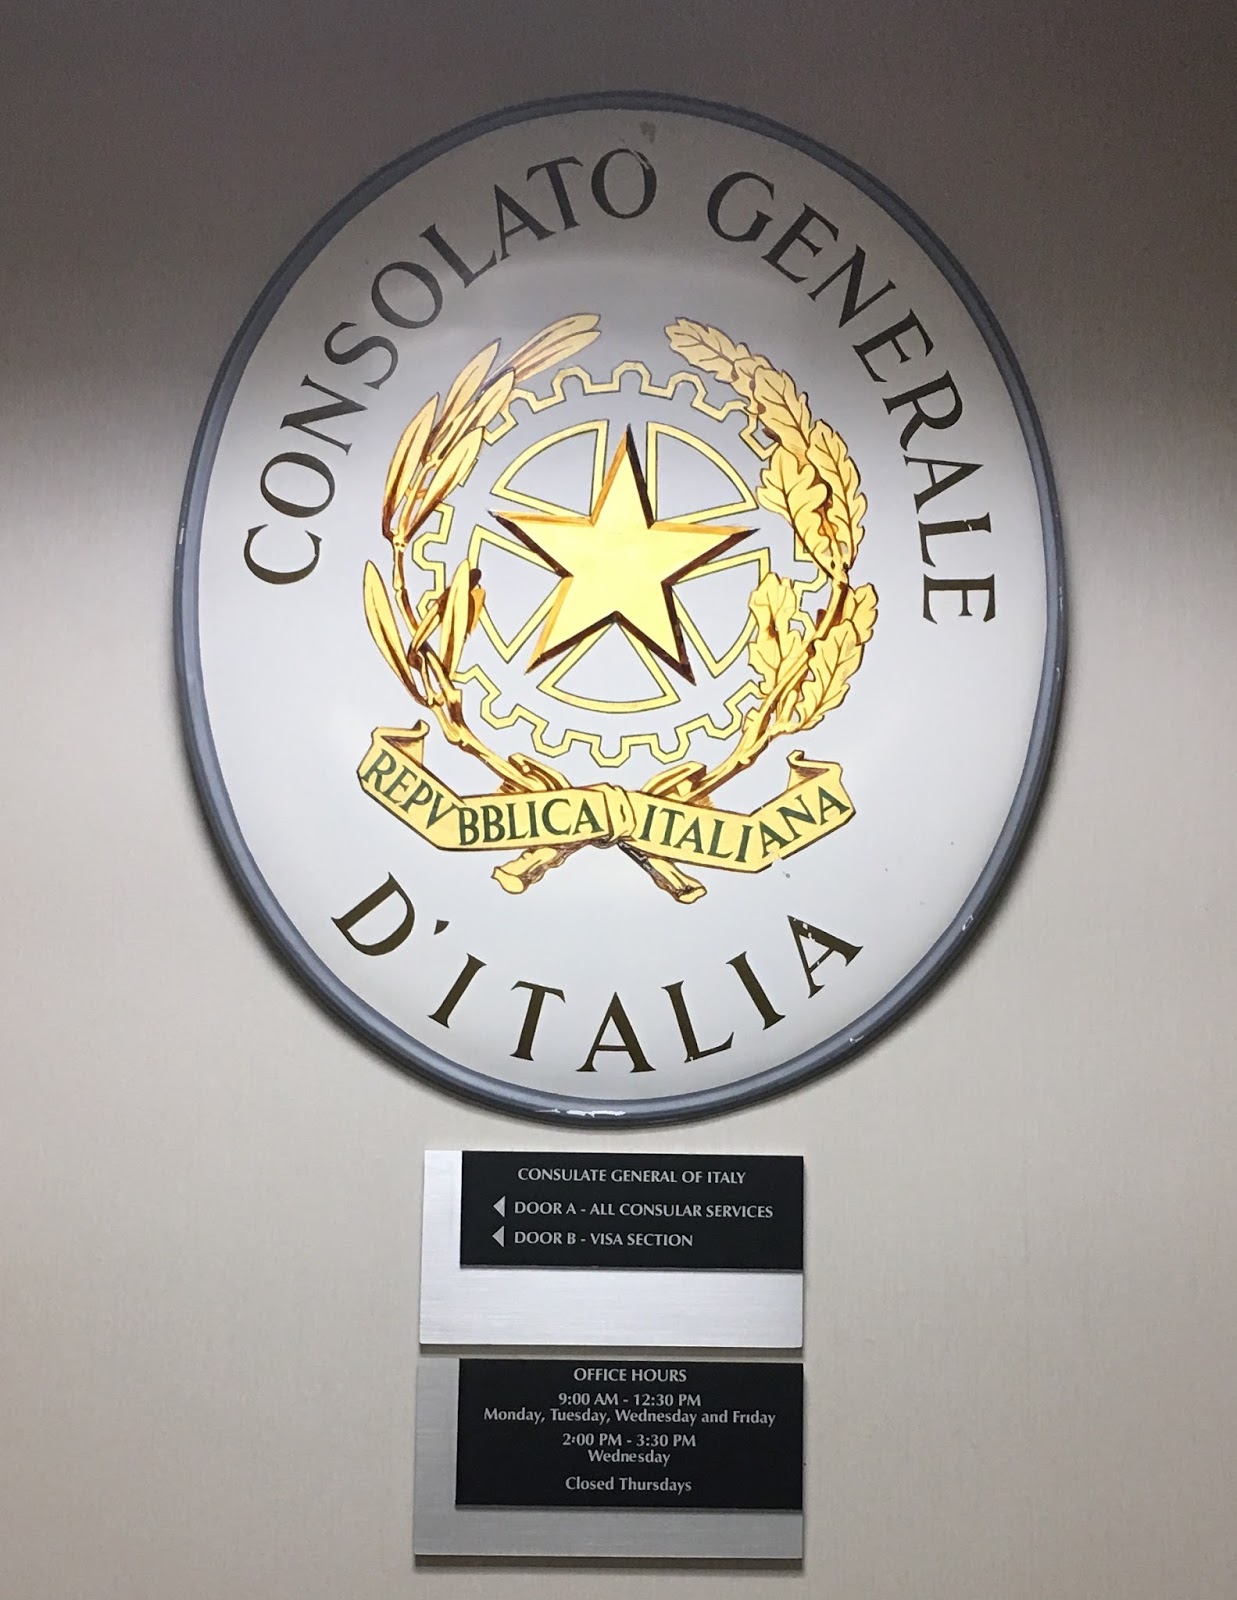 CONSOLATO GENERALE
REPVBBLICA ITALIANA
D'ITALIA
CONSULATE GENERAL OF ITALY
DOOR A - ALL CONSULAR SERVICES
DOOR B - VISA SECTION
OFFICE HOURS
9:00 AM - 12:30 PM
Monday, Tuesday, Wednesday and Friday
2:00 PM - 3:30 PM
Wednesday
Closed Thursdays